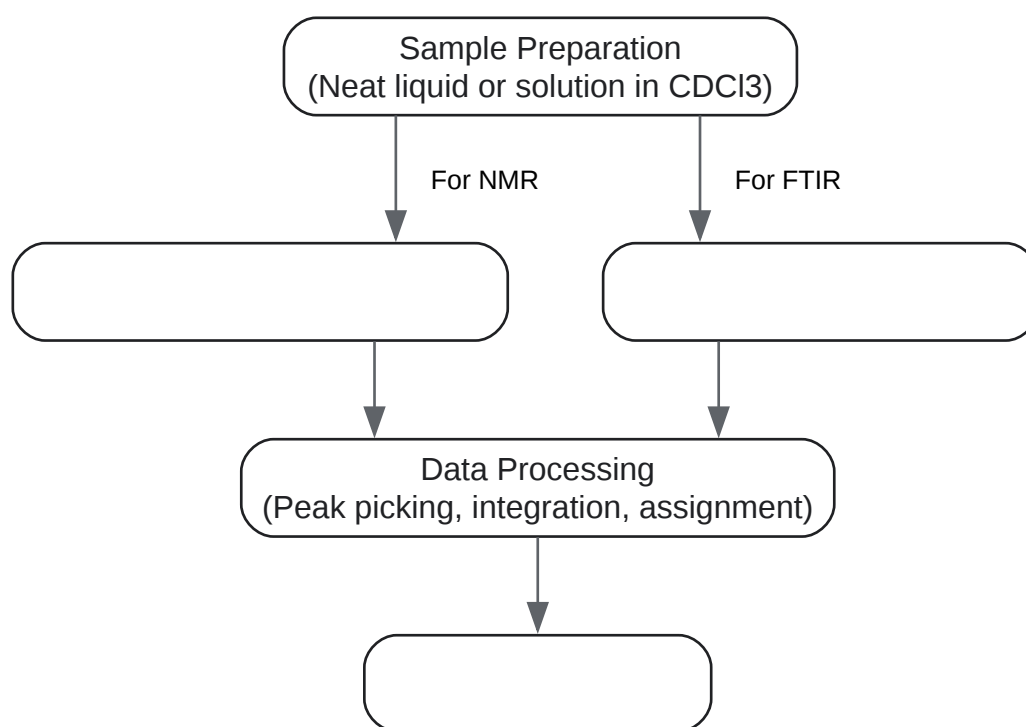 Sample Preparation
(Neat liquid or solution in CDCl3)
For NMR
For FTIR
Data Processing
(Peak picking, integration, assignment)